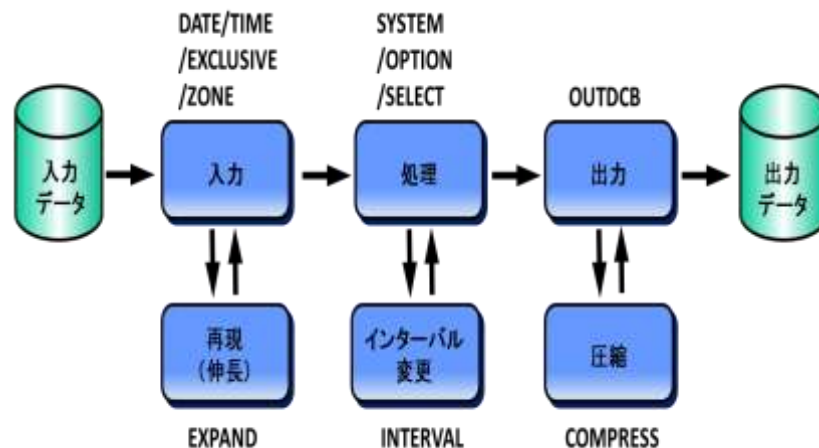 DATE/TIME
/EXCLUSIVE
/ZONE
SYSTEM
/OPTION
/SELECT
OUTDCB
入力
データ
入力
処理
出力
出力
データ
再現
(伸長)
インターバル
変更
圧縮
EXPAND
INTERVAL
COMPRESS